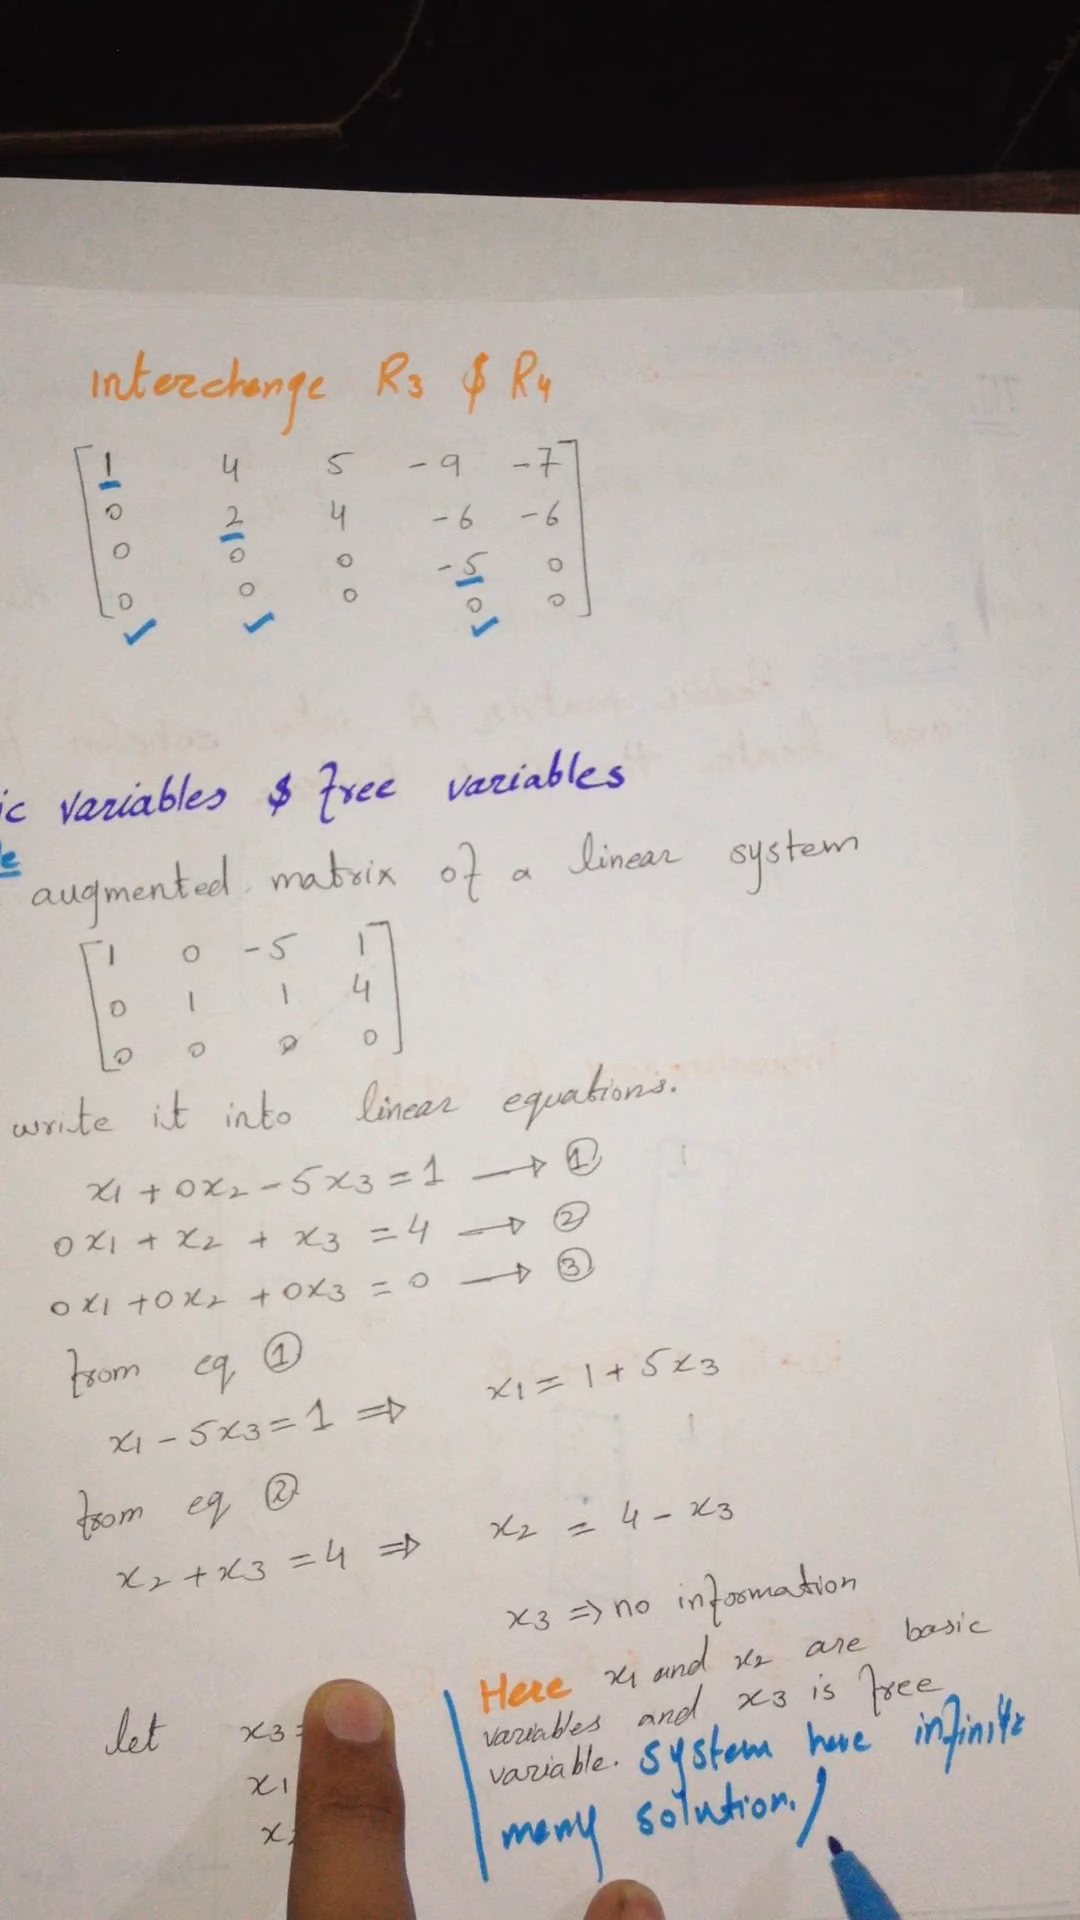 interchange R3 $ R4
1 4 5 -9 -7
0 2 4 -6 -6
0 0 0 -5 0
0 0 0 0 0
ic variables $ free variables
e
augmented matrix of a linear system
1 0 -5 1
0 1 1 4
0 0 0 0
write it into linear equations.
x1 + 0x2 - 5x3 = 1 → ①
0x1 + x2 + x3 = 4 → ②
0x1 + 0x2 + 0x3 = 0 → ③
from eq ①
x1 - 5x3 = 1 ⇒ x1 = 1 + 5x3
from eq ②
x2 + x3 = 4 ⇒ x2 = 4 - x3
x3 ⇒ no information
Here x1 and x2 are basic
variables and x3 is free
variable. system have infinite
many solution.
let x3 =
x1
x